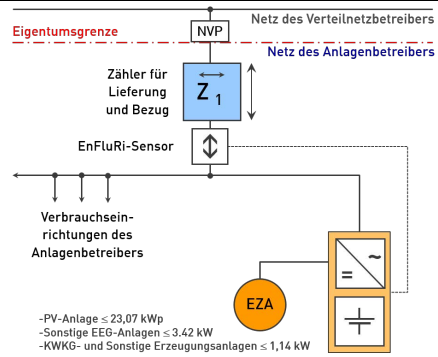 Netz des Verteilnetzbetreibers
Eigentumsgrenze
NVP
Netz des Anlagenbetreibers
Zähler für
Lieferung
und Bezug
Z 1
EnFluRi-Sensor
Verbrauchsein-
richtungen des
Anlagenbetreibers
~
=
EZA
-PV-Anlage ≤ 23,07 kWp
-Sonstige EEG-Anlagen ≤ 3.42 kW
-KWKG- und Sonstige Erzeugungsanlagen ≤ 1,14 kW